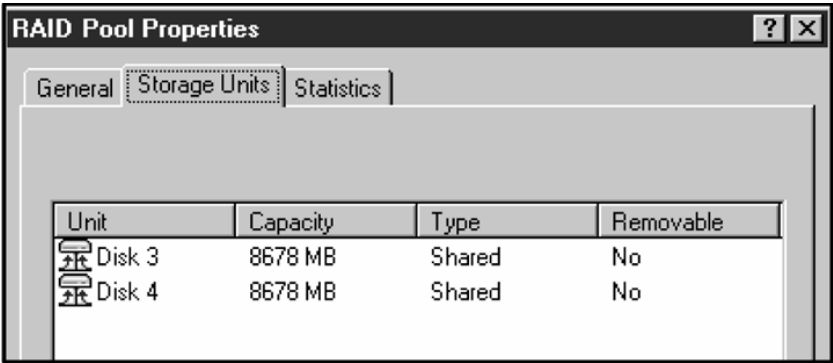 RAID Pool Properties ? X
General Storage Units Statistics
Unit Capacity Type Removable
Disk 3 8678 MB Shared No
Disk 4 8678 MB Shared No